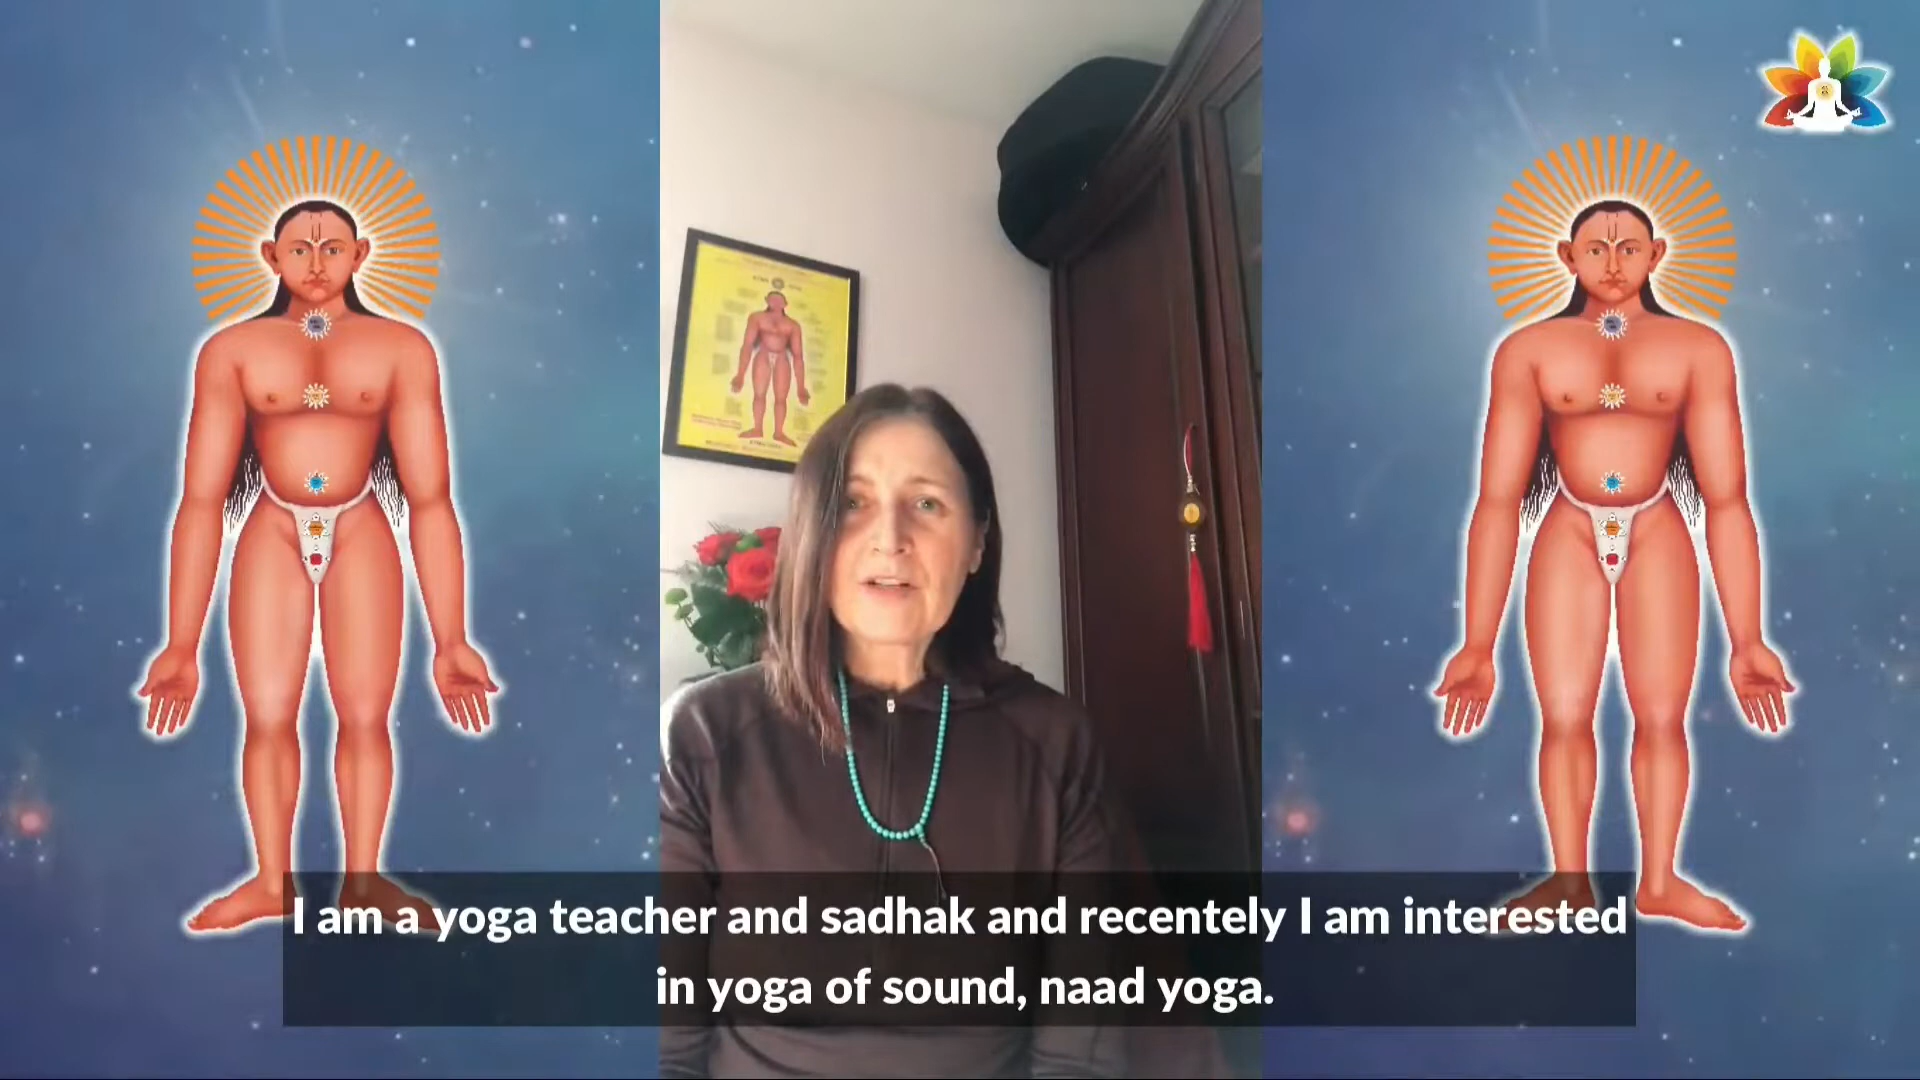 I am a yoga teacher and sadhak and recentely I am interested
in yoga of sound, naad yoga.